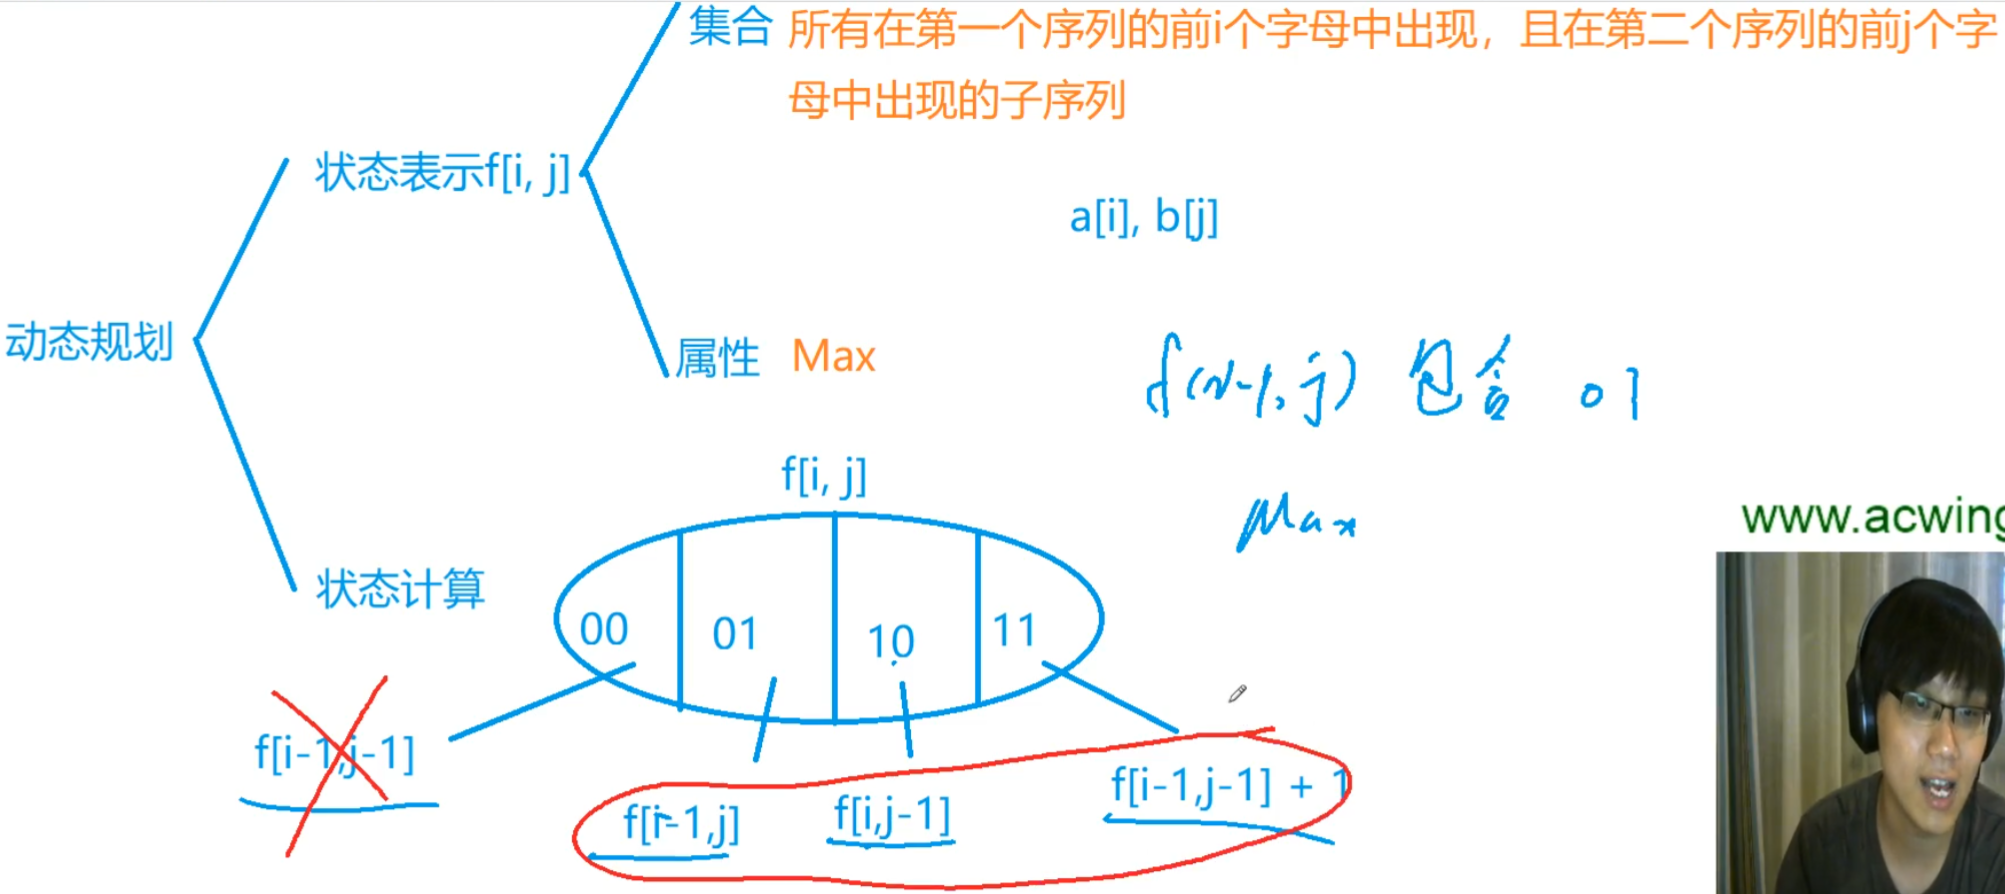 集合 所有在第一个序列的前i个字母中出现，且在第二个序列的前j个字
母中出现的子序列
状态表示f[i, j]
a[i], b[j]
动态规划
属性 Max
f(i-1, j) 包含 01
f[i, j]
Max
www.acwing
状态计算
00 01 10 11
f[i-1,j-1]
f[i-1,j] f[i,j-1] f[i-1,j-1] + 1